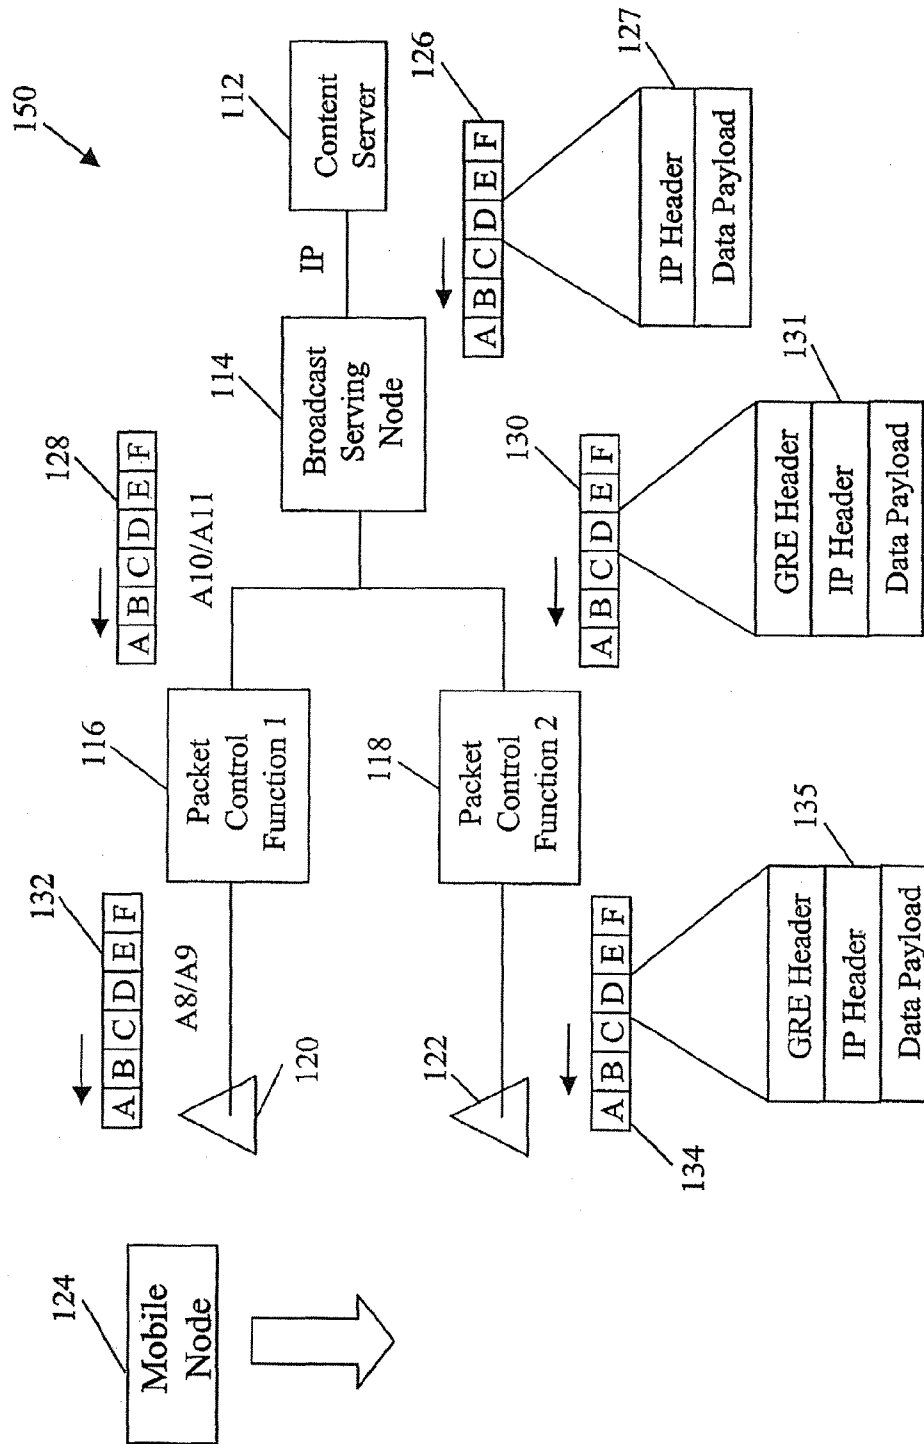 150
112
Content
Server
IP
114
Broadcast
Serving
Node
126
A B C D E F
127
IP Header
Data Payload
128
A B C D E F
A10/A11
116
Packet
Control
Function 1
118
Packet
Control
Function 2
130
A B C D E F
131
GRE Header
IP Header
Data Payload
132
A B C D E F
A8/A9
120
122
134
A B C D E F
135
GRE Header
IP Header
Data Payload
124
Mobile
Node